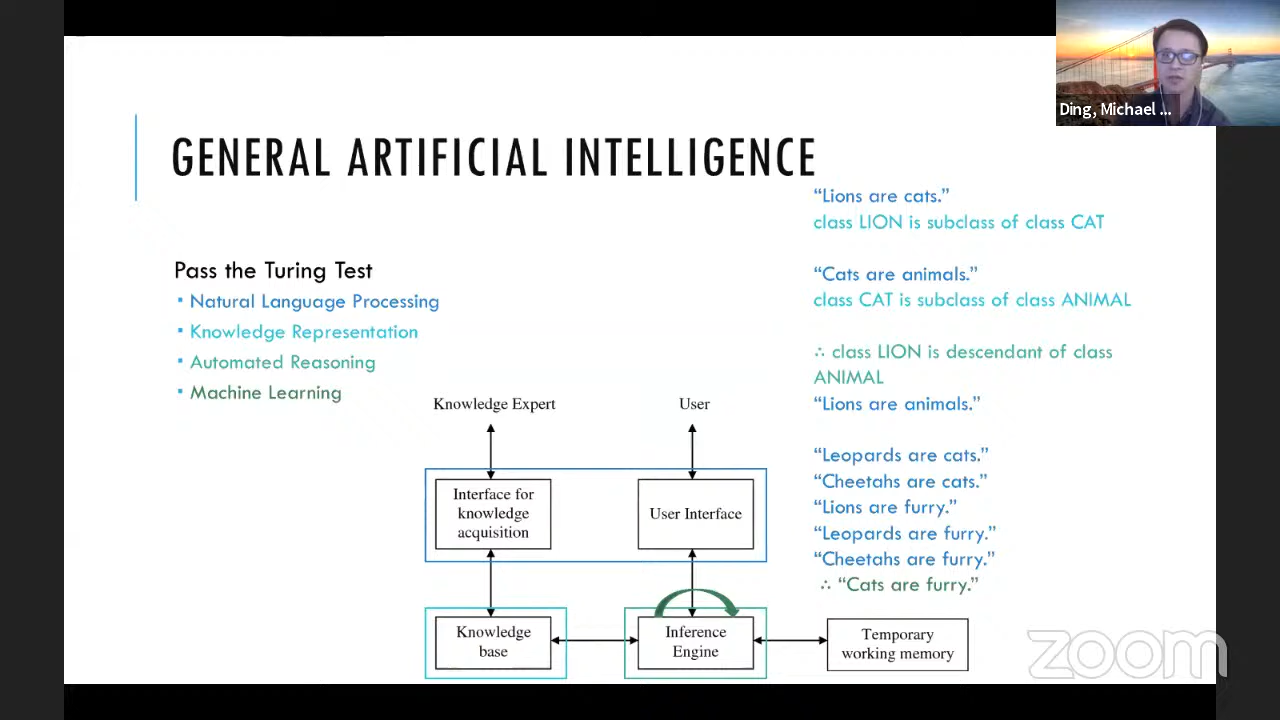 Ding, Michael ...
GENERAL ARTIFICIAL INTELLIGENCE
Pass the Turing Test
▪ Natural Language Processing
▪ Knowledge Representation
▪ Automated Reasoning
▪ Machine Learning
“Lions are cats.”
class LION is subclass of class CAT
“Cats are animals.”
class CAT is subclass of class ANIMAL
∴ class LION is descendant of class
ANIMAL
“Lions are animals.”
“Leopards are cats.”
“Cheetahs are cats.”
“Lions are furry.”
“Leopards are furry.”
“Cheetahs are furry.”
∴ “Cats are furry.”
Knowledge Expert
User
Interface for
knowledge
acquisition
User Interface
Knowledge
base
Inference
Engine
Temporary
working memory
zoom